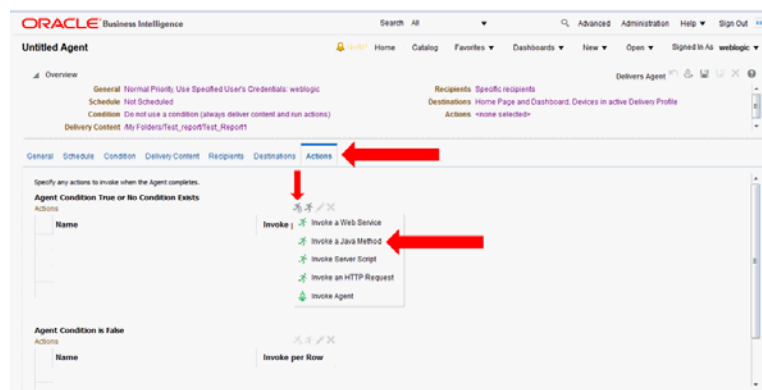 ORACLE Business Intelligence
Search All
Advanced Administration Help Sign Out
Untitled Agent
Home Catalog Favorites Dashboards New Open Signed In As weblogic
Overview
Delivers Agent
General Normal Priority, Use Specified User's Credentials: weblogic
Schedule Not Scheduled
Condition Do not use a condition (always deliver content and run actions)
Delivery Content /My Folders/Test_report/Test_Report1
Recipients Specific recipients
Destinations Home Page and Dashboard, Devices in active Delivery Profile
Actions <none selected>
General Schedule Condition Delivery Content Recipients Destinations Actions
Specify any actions to invoke when the Agent completes.
Agent Condition True or No Condition Exists
Actions
Name Invoke
Invoke a Web Service
Invoke a Java Method
Invoke Server Script
Invoke an HTTP Request
Invoke Agent
Agent Condition is False
Actions
Name Invoke per Row